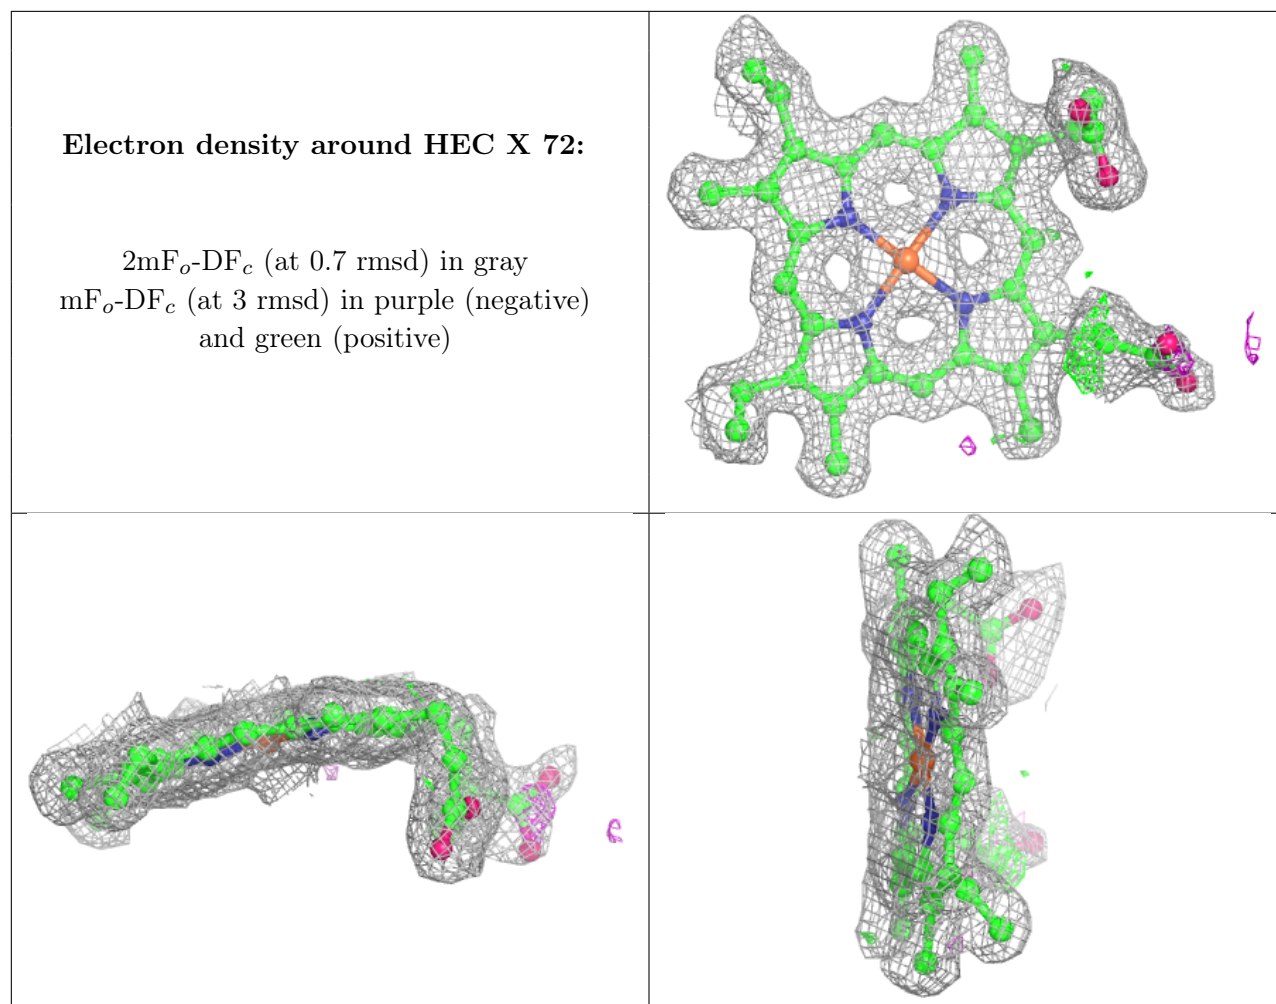 Electron density around HEC X 72:
2mFo-DFc (at 0.7 rmsd) in gray
mFo-DFc (at 3 rmsd) in purple (negative)
and green (positive)